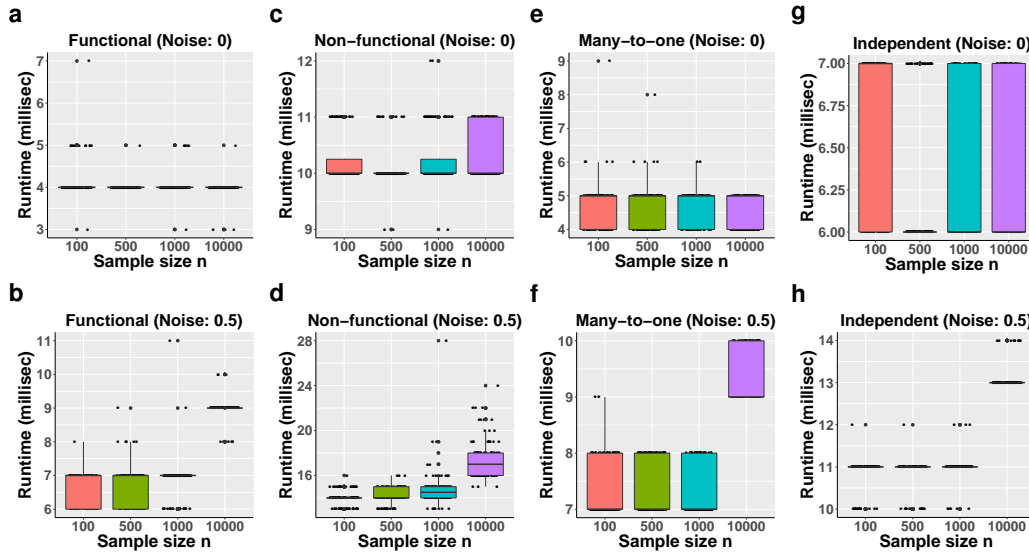 a
Functional (Noise: 0)
Runtime (millisec)
7
6
5
4
3
100 500 1000 10000
Sample size n
c
Non−functional (Noise: 0)
Runtime (millisec)
12
11
10
9
100 500 1000 10000
Sample size n
e
Many−to−one (Noise: 0)
Runtime (millisec)
9
8
7
6
5
4
100 500 1000 10000
Sample size n
g
Independent (Noise: 0)
Runtime (millisec)
7.00
6.75
6.50
6.25
6.00
100 500 1000 10000
Sample size n
b
Functional (Noise: 0.5)
Runtime (millisec)
11
10
9
8
7
6
100 500 1000 10000
Sample size n
d
Non−functional (Noise: 0.5)
Runtime (millisec)
28
24
20
16
100 500 1000 10000
Sample size n
f
Many−to−one (Noise: 0.5)
Runtime (millisec)
10
9
8
7
100 500 1000 10000
Sample size n
h
Independent (Noise: 0.5)
Runtime (millisec)
14
13
12
11
10
100 500 1000 10000
Sample size n